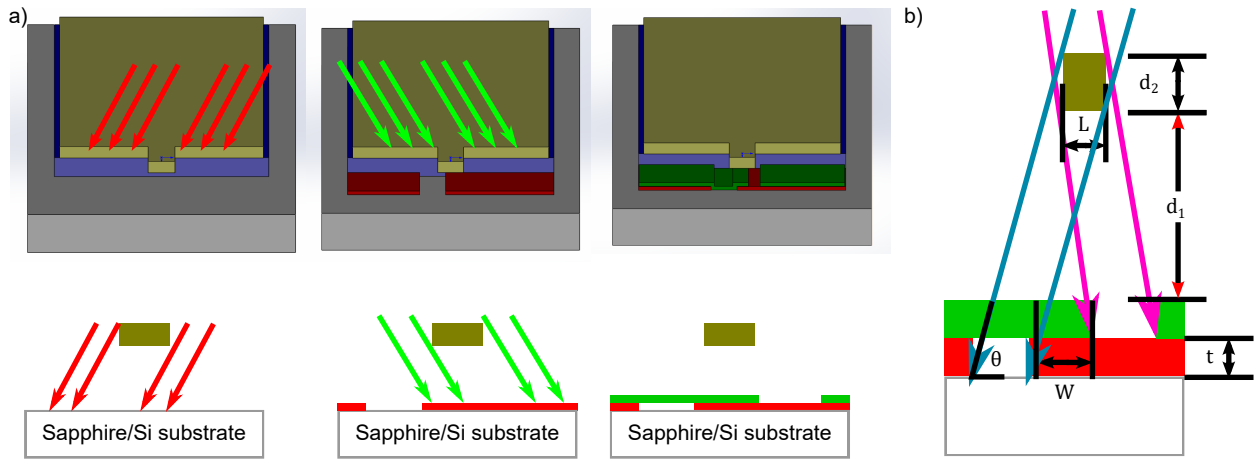 a)
Sapphire/Si substrate
Sapphire/Si substrate
Sapphire/Si substrate
b)
d₂
L
d₁
θ
W
t